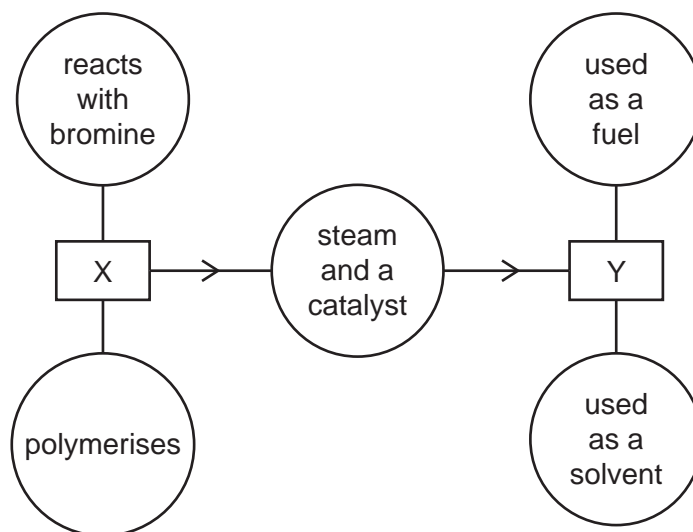 reacts
with
bromine
used
as a
fuel
X
steam
and a
catalyst
Y
polymerises
used
as a
solvent